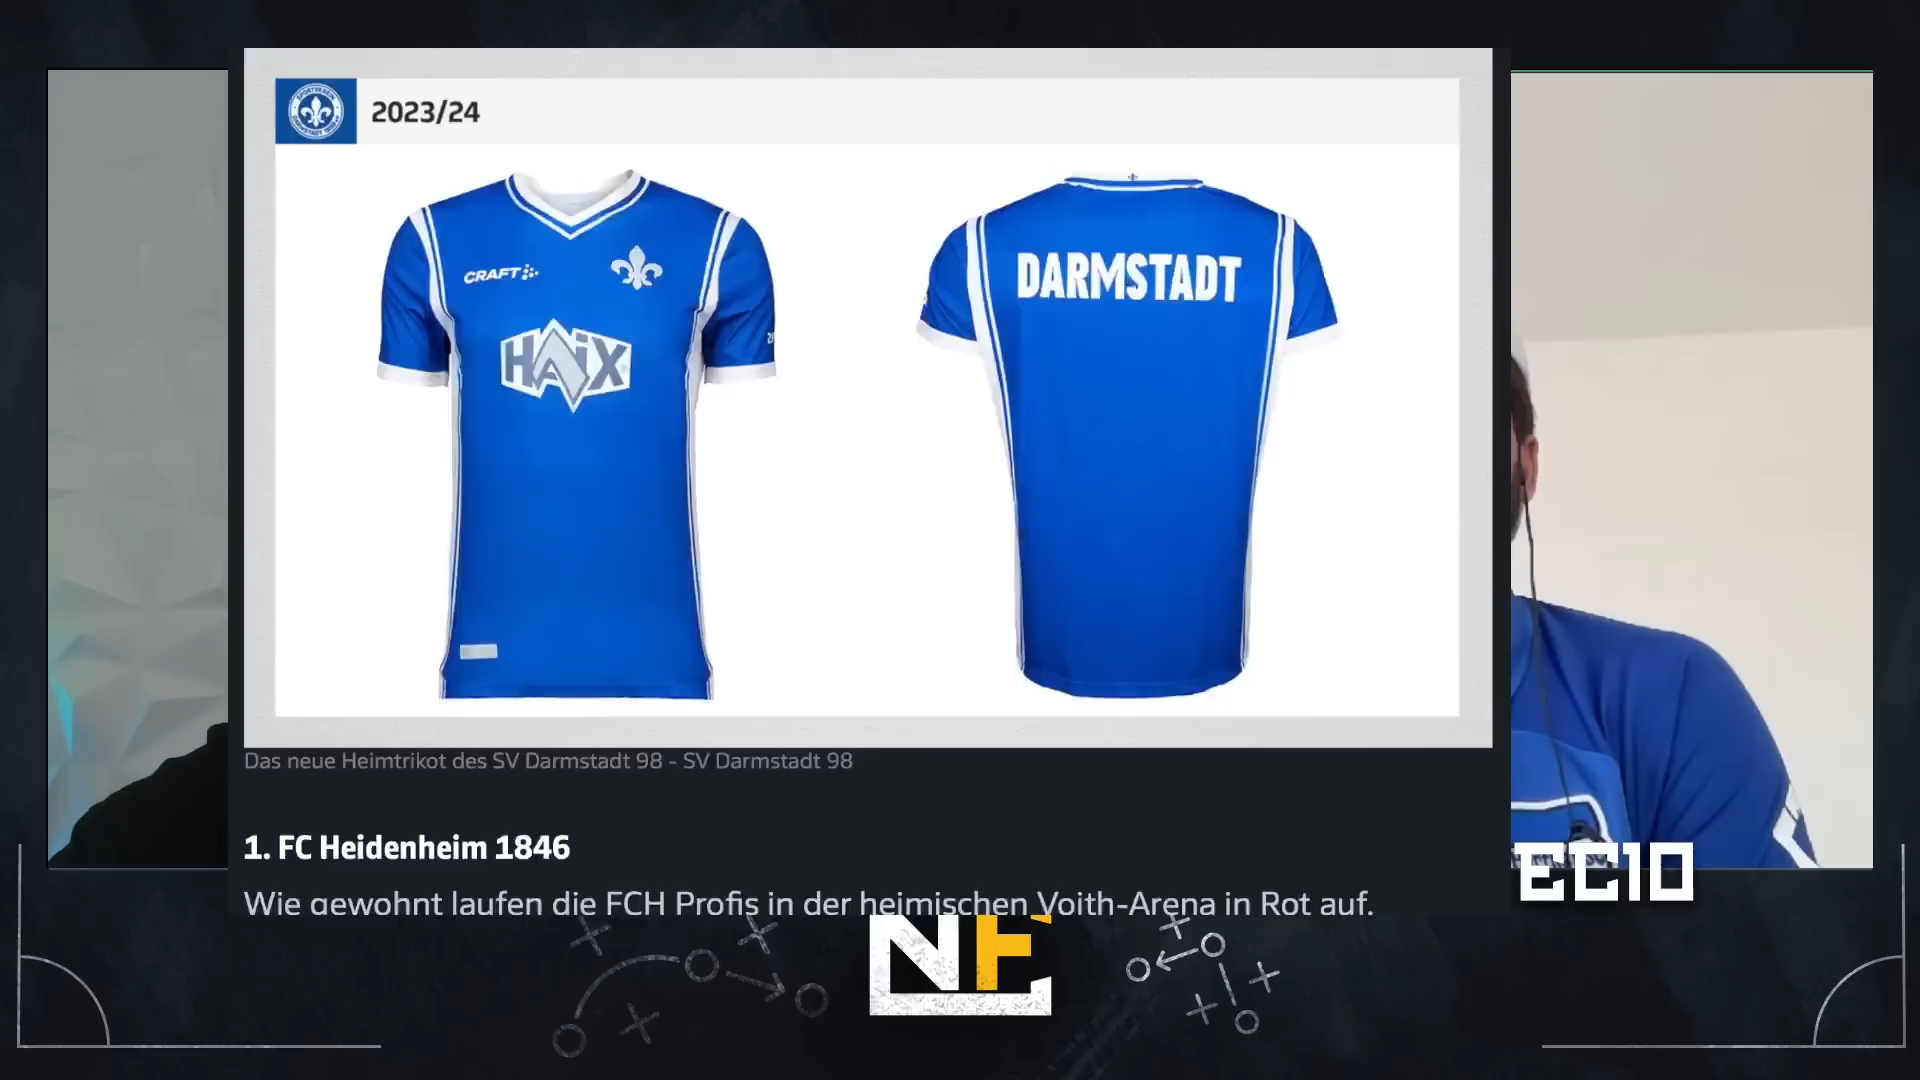 2023/24
CRAFT
HAIX
DARMSTADT
Das neue Heimtrikot des SV Darmstadt 98 - SV Darmstadt 98
1. FC Heidenheim 1846
Wie gewohnt laufen die FCH Profis in der heimischen Voith-Arena in Rot auf.
EC10
NE